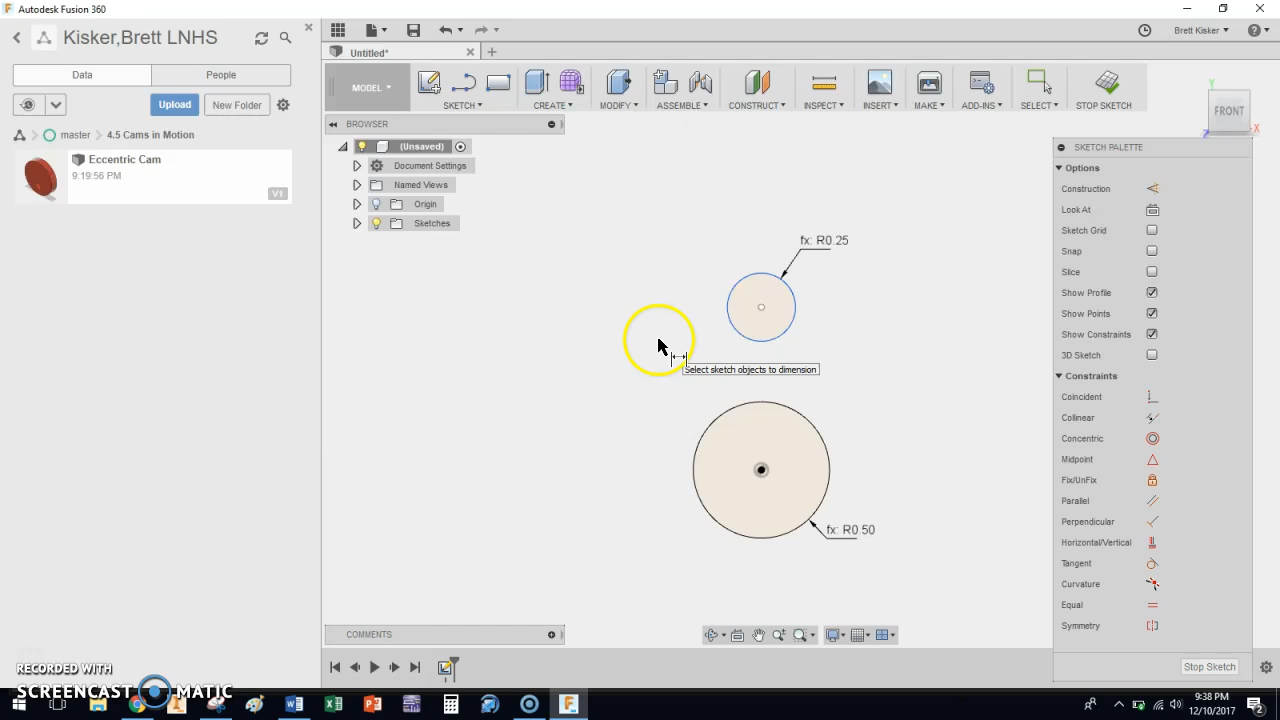 Autodesk Fusion 360
Kisker,Brett LNHS
Data
People
Upload
New Folder
master
4.5 Cams in Motion
Eccentric Cam
9:19:56 PM
V1
Brett Kisker
Untitled*
MODEL
SKETCH
CREATE
MODIFY
ASSEMBLE
CONSTRUCT
INSPECT
INSERT
MAKE
ADD-INS
SELECT
STOP SKETCH
BROWSER
(Unsaved)
Document Settings
Named Views
Origin
Sketches
Y
FRONT
X
Z
fx: R0.25
Select sketch objects to dimension
fx: R0.50
SKETCH PALETTE
Options
Construction
Look At
Sketch Grid
Snap
Slice
Show Profile
Show Points
Show Constraints
3D Sketch
Constraints
Coincident
Collinear
Concentric
Midpoint
Fix/UnFix
Parallel
Perpendicular
Horizontal/Vertical
Tangent
Curvature
Equal
Symmetry
Stop Sketch
COMMENTS
RECORDED WITH
SCREENCAST MATIC
9:38 PM
12/10/2017
2